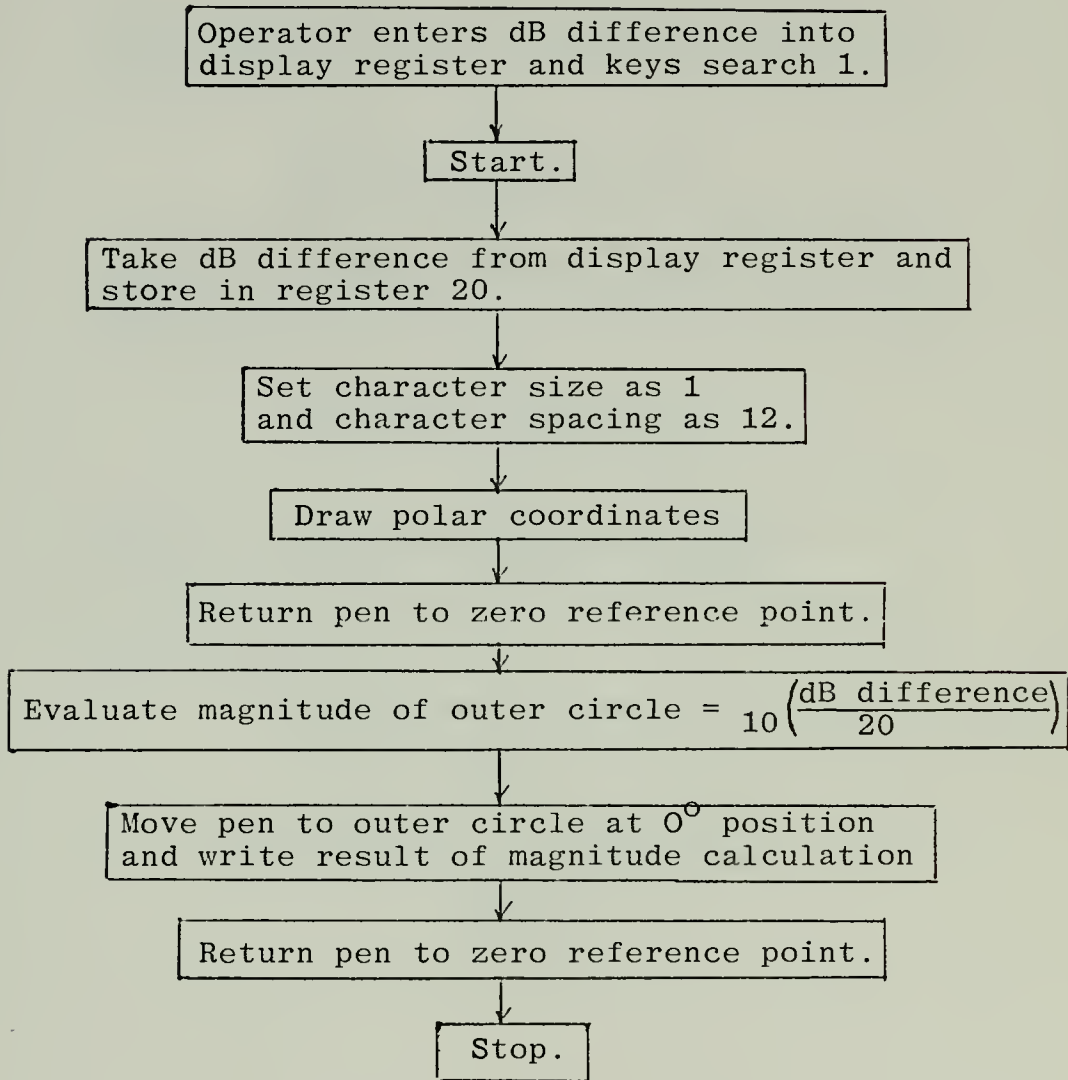 Operator enters dB difference into
display register and keys search 1.
Start.
Take dB difference from display register and
store in register 20.
Set character size as 1
and character spacing as 12.
Draw polar coordinates
Return pen to zero reference point.
Evaluate magnitude of outer circle = 10(dB difference/20)
Move pen to outer circle at 0° position
and write result of magnitude calculation
Return pen to zero reference point.
Stop.